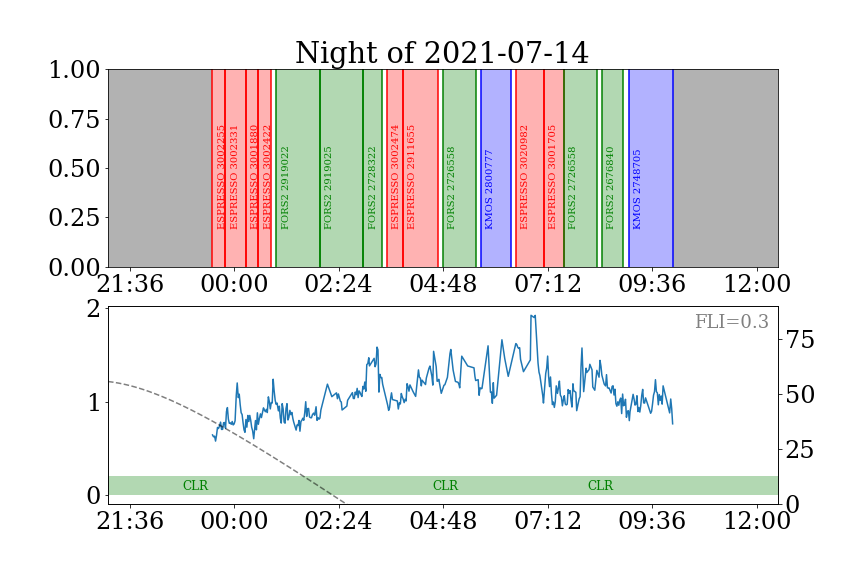 Night of 2021-07-14
1.00
0.75
0.50
0.25
0.00
ESPRESSO 3002255
ESPRESSO 3002331
ESPRESSO 3001880
ESPRESSO 3002422
FORS2 2919022
FORS2 2919025
FORS2 2728322
ESPRESSO 3002474
ESPRESSO 2911655
FORS2 2726558
KMOS 2800777
ESPRESSO 3020982
ESPRESSO 3001705
FORS2 2726558
FORS2 2676840
KMOS 2748705
21:36 00:00 02:24 04:48 07:12 09:36 12:00
2
1
0
FLI=0.3
75
50
25
0
CLR CLR CLR
21:36 00:00 02:24 04:48 07:12 09:36 12:00